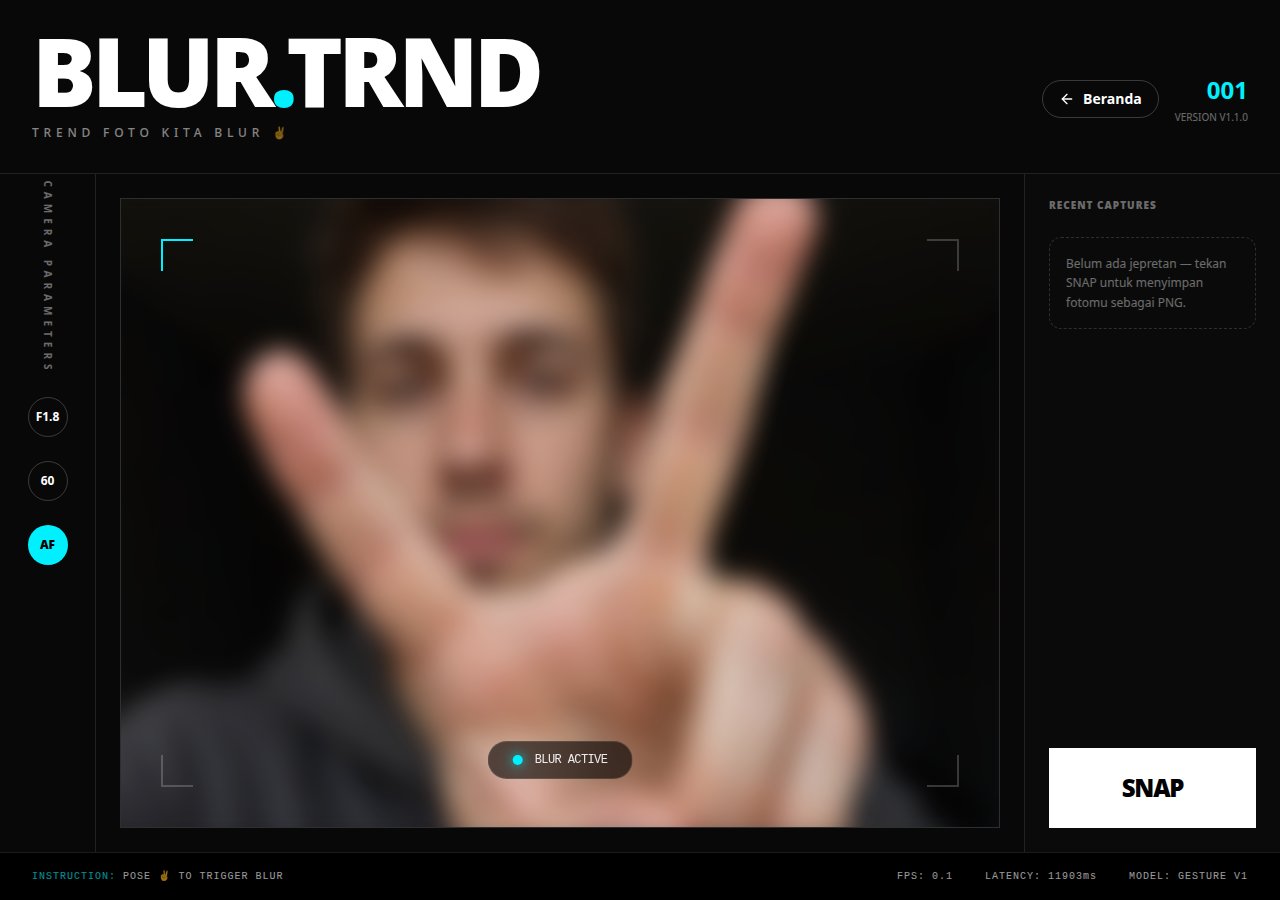 BLUR.TRND
TREND FOTO KITA BLUR ✌
← Beranda
001
VERSION V1.1.0
CAMERA PARAMETERS
F1.8
60
AF
BLUR ACTIVE
RECENT CAPTURES
Belum ada jepretan — tekan
SNAP untuk menyimpan
fotomu sebagai PNG.
SNAP
INSTRUCTION: POSE ✌ TO TRIGGER BLUR
FPS: 0.1
LATENCY: 11903ms
MODEL: GESTURE V1